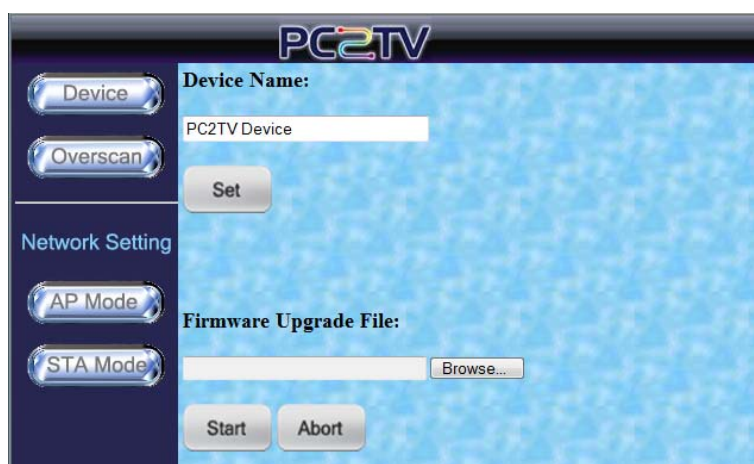 PC2TV
Device
Overscan
Network Setting
AP Mode
STA Mode
Device Name:
PC2TV Device
Set
Firmware Upgrade File:
Browse...
Start Abort